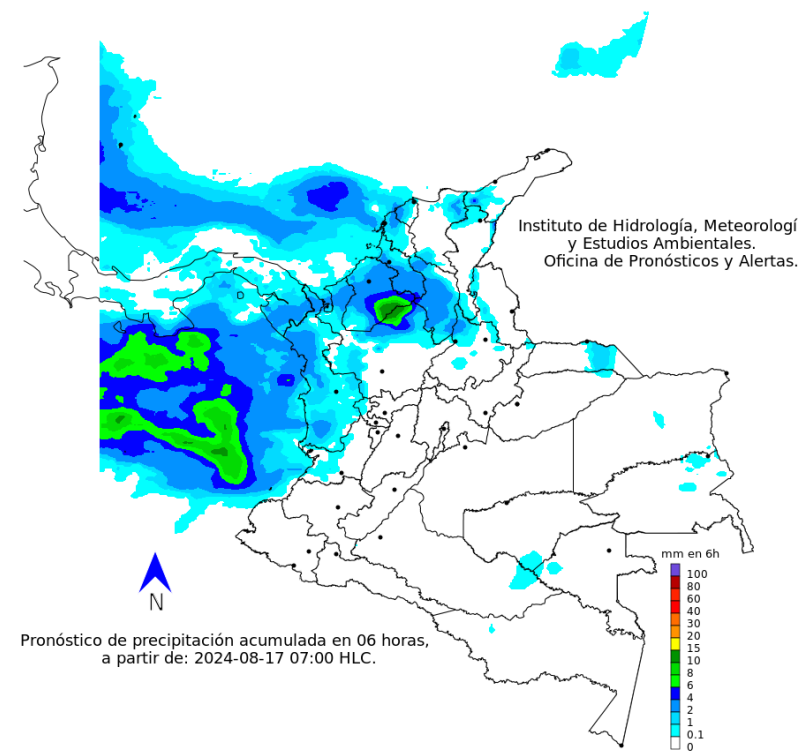 Instituto de Hidrología, Meteorologí
y Estudios Ambientales.
Oficina de Pronósticos y Alertas.
mm en 6h
100
80
60
40
30
20
15
10
8
6
4
2
1
0.1
0
N
Pronóstico de precipitación acumulada en 06 horas,
a partir de: 2024-08-17 07:00 HLC.